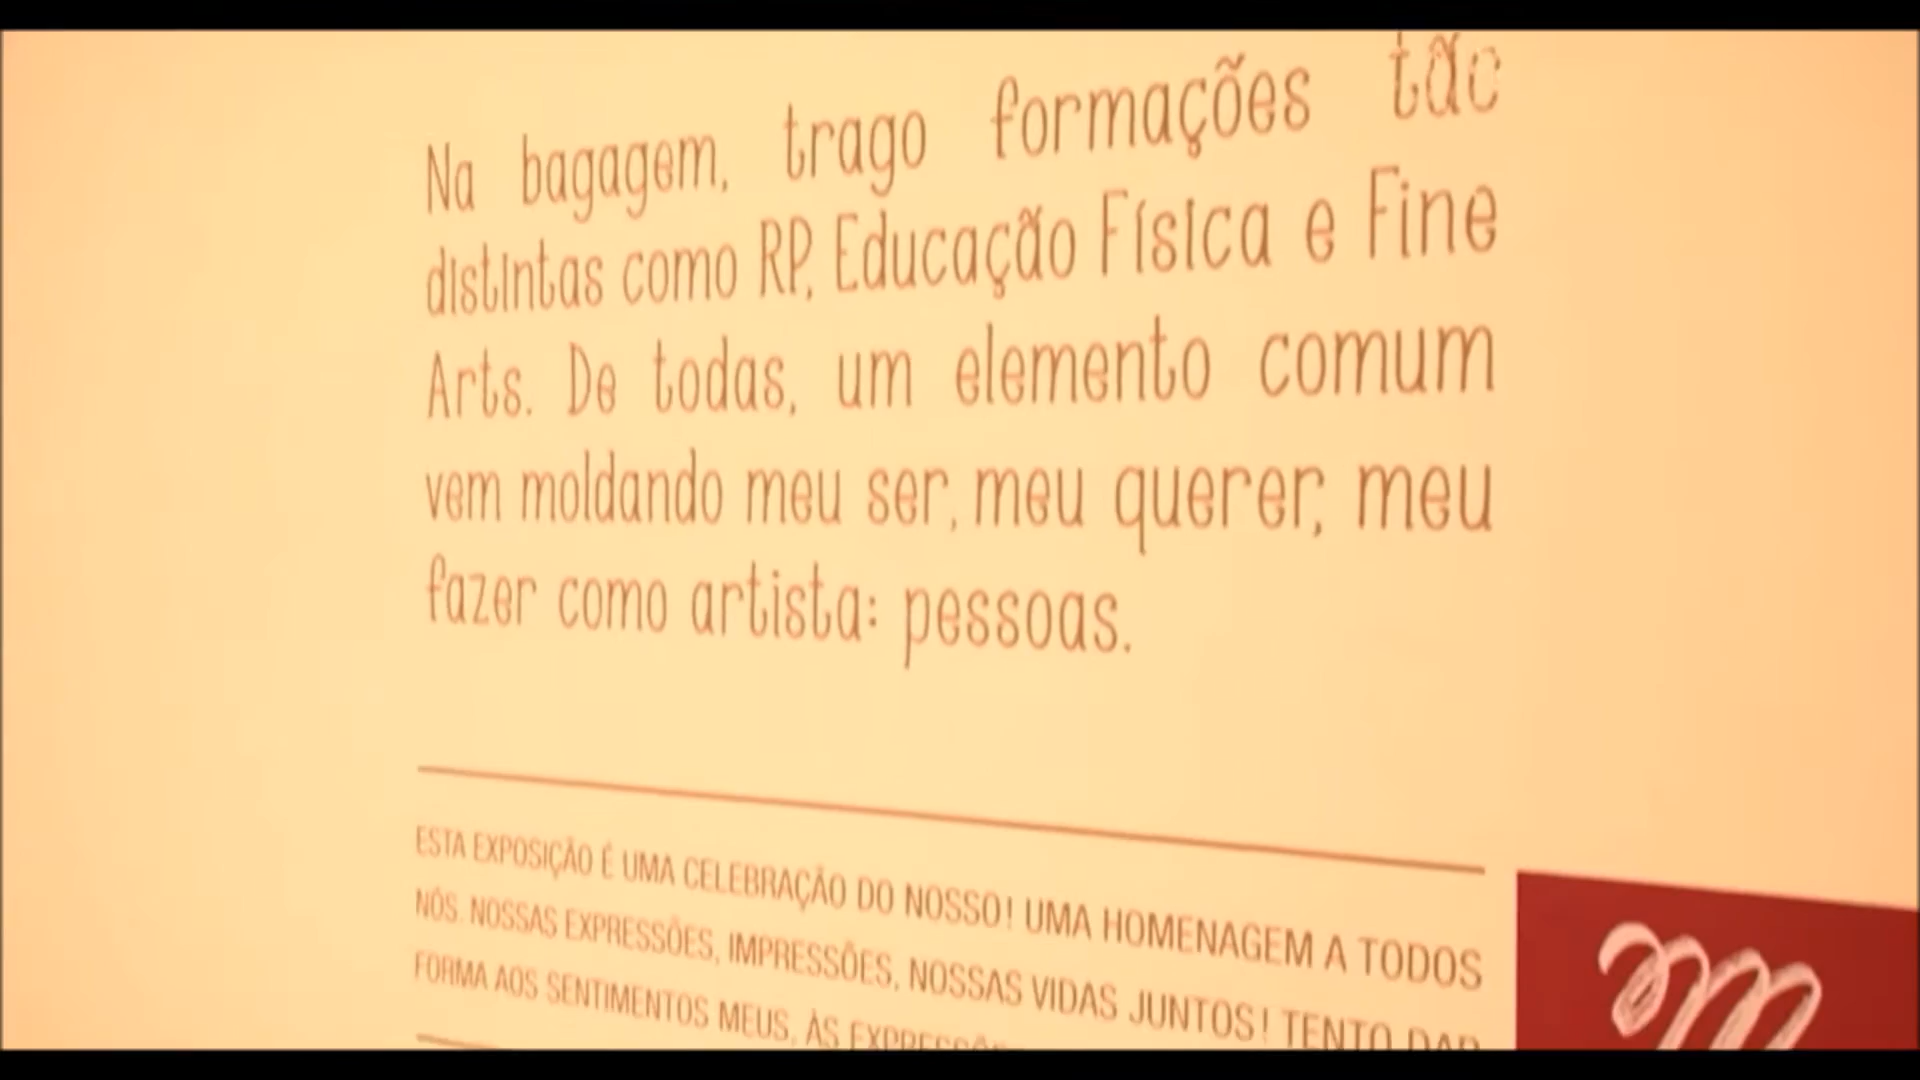 Na bagagem, trago formações tão
distintas como RP, Educação Física e Fine
Arts. De todas, um elemento comum
vem moldando meu ser, meu querer, meu
fazer como artista: pessoas.
ESTA EXPOSIÇÃO É UMA CELEBRAÇÃO DO NOSSO! UMA HOMENAGEM A TODOS
NÓS. NOSSAS EXPRESSÕES, IMPRESSÕES, NOSSAS VIDAS JUNTOS! TENTO DAR
FORMA AOS SENTIMENTOS MEUS, ÀS